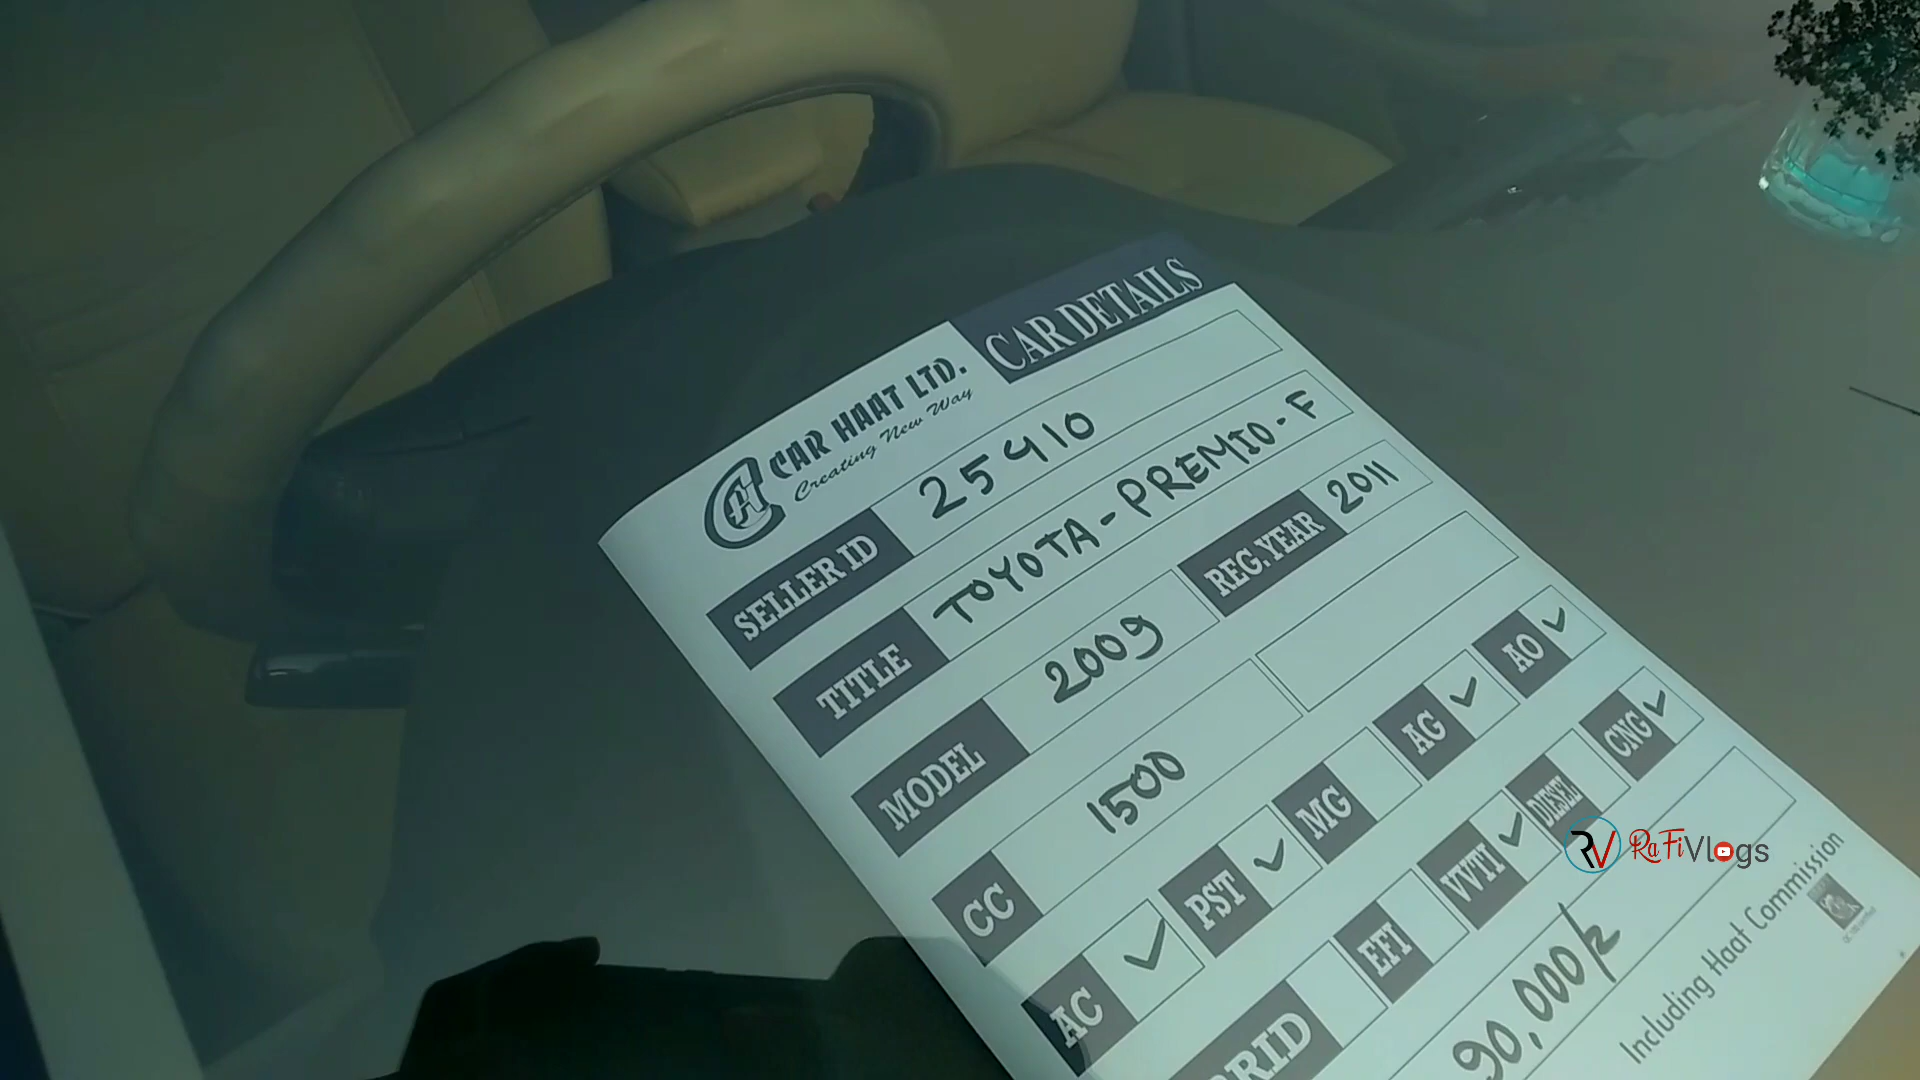 CAR DETAILS
CAR HAAT LTD.
Creating New Way
SELLER ID 25410
TITLE TOYOTA - PREMIO - F
MODEL 2009 REG. YEAR 2011
CC 1500
AC ✓ PST ✓ MG AG ✓ AO ✓
EFI VVTI ✓ DIESEL CNG ✓
90,000/k
Including Haat Commission
RV RaFiVlogs